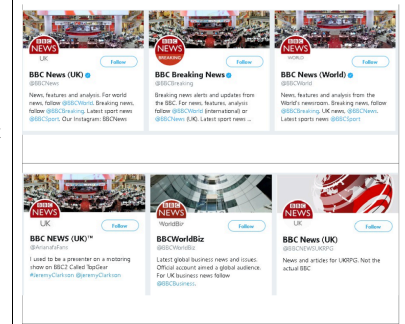 BBC
NEWS
UK
Follow
BBC News (UK)
@BBCNews
News, features and analysis. For world
news, follow @BBCWorld. Breaking news,
follow @BBCBreaking. Latest sport news
@BBCSport. Our Instagram: BBCNews
BBC
NEWS
BREAKING
Follow
BBC Breaking News
@BBCBreaking
Breaking news alerts and updates from
the BBC. For news, features, analysis
follow @BBCWorld (international) or
@BBCNews (UK). Latest sport news ...
BBC
NEWS
WORLD
Follow
BBC News (World)
@BBCWorld
News, features and analysis from the
World's newsroom. Breaking news, follow
@BBCBreaking. UK news, @BBCNews.
Latest sports news @BBCSport
BBC
NEWS
UK
Follow
BBC NEWS (UK)™
@ArianatsFans
I used to be a presenter on a motoring
show on BBC2 Called TopGear
#JeremyClarkson @jeremyClarkson
BBC
NEWS
WorldBiz
Follow
BBCWorldBiz
@BBCWorldBiz
Latest global business news and issues.
Official account aimed a global audience.
For UK business news follow
@BBCBusiness.
BBC
NEWS
UK
Follow
BBC News (UK)
@BBCNEWSUKRPG
News and articles for UKRPG. Not the
actual BBC